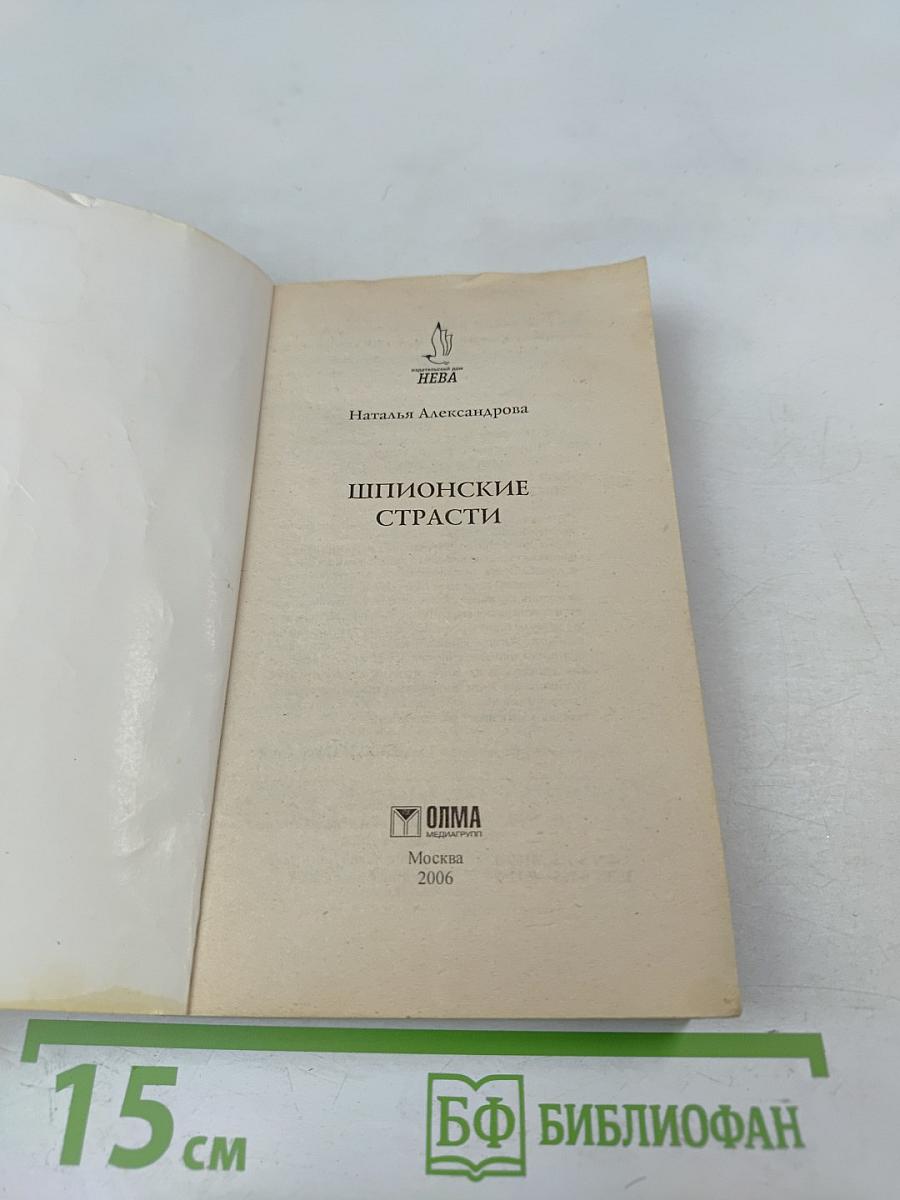 издательский дом
НЕВА
Наталья Александрова
ШПИОНСКИЕ
СТРАСТИ
ОЛМА
МЕДИАГРУПП
Москва
2006
15 см
БФ БИБЛИОФАН